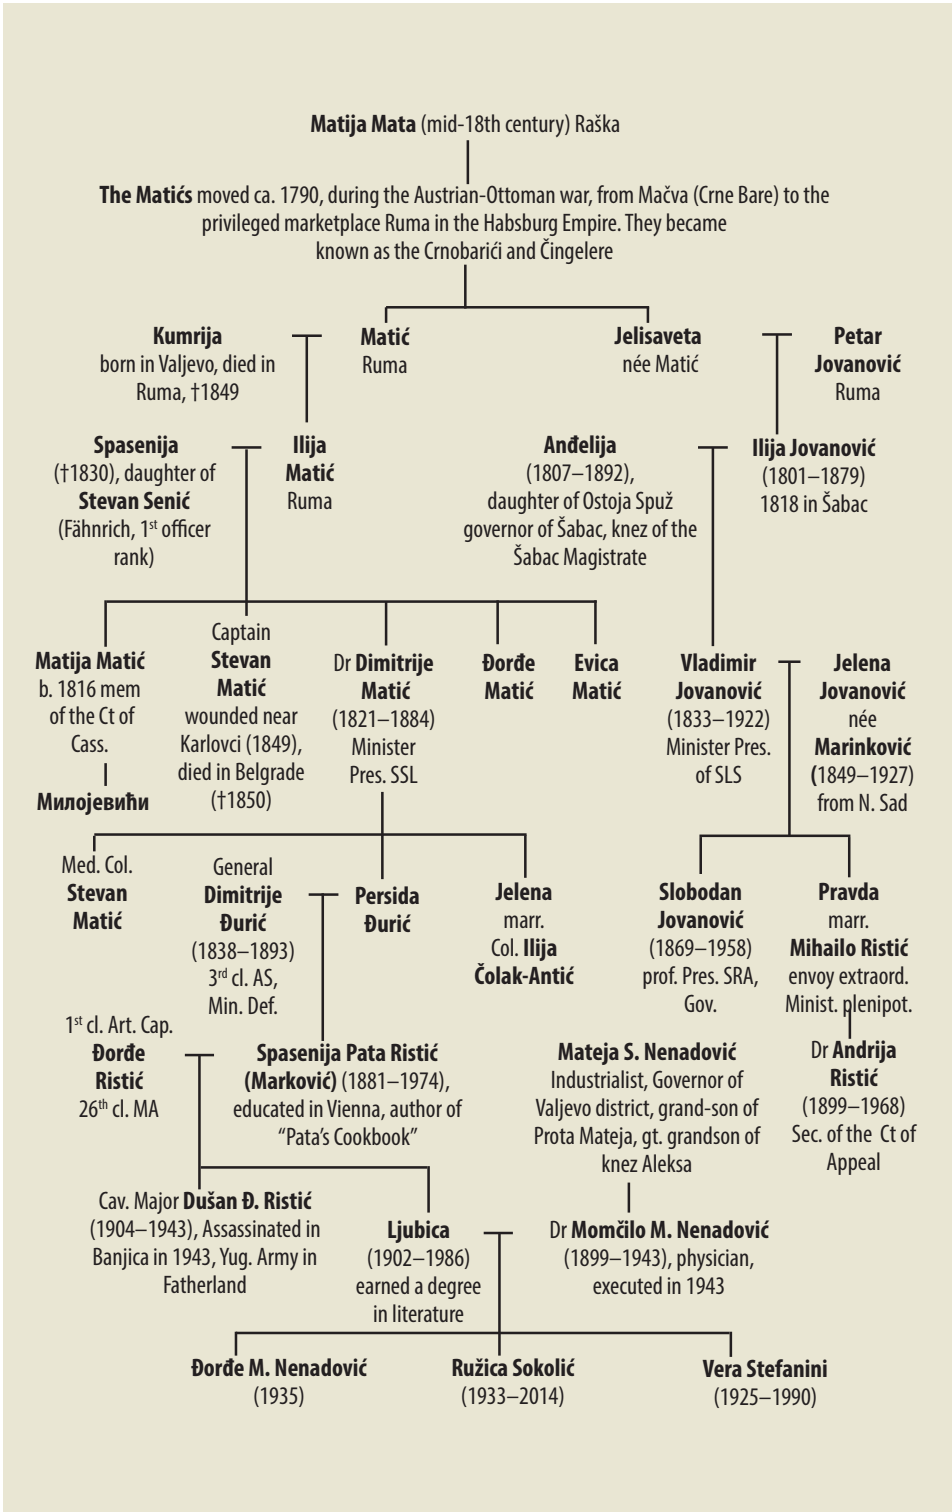 Matija Mata (mid-18th century) Raška
The Matićs moved ca. 1790, during the Austrian-Ottoman war, from Mačva (Crne Bare) to the
privileged marketplace Ruma in the Habsburg Empire. They became
known as the Crnobarići and Čingelere
Kumrija
born in Valjevo, died in
Ruma, †1849
Matić
Ruma
Jelisaveta
née Matić
Petar
Jovanović
Ruma
Spasenija
(†1830), daughter of
Stevan Senić
(Fähnrich, 1st officer
rank)
Ilija
Matić
Ruma
Anđelija
(1807–1892),
daughter of Ostoja Spuž
governor of Šabac, knez of the
Šabac Magistrate
Ilija Jovanović
(1801–1879)
1818 in Šabac
Matija Matić
b. 1816 mem
of the Ct of
Cass.
Милојевићи
Captain
Stevan
Matić
wounded near
Karlovci (1849),
died in Belgrade
(†1850)
Dr Dimitrije
Matić
(1821–1884)
Minister
Pres. SSL
Đorđe
Matić
Evica
Matić
Vladimir
Jovanović
(1833–1922)
Minister Pres.
of SLS
Jelena
Jovanović
née
Marinković
(1849–1927)
from N. Sad
Med. Col.
Stevan
Matić
General
Dimitrije
Đurić
(1838–1893)
3rd cl. AS,
Min. Def.
Persida
Đurić
Jelena
marr.
Col. Ilija
Čolak-Antić
Slobodan
Jovanović
(1869–1958)
prof. Pres. SRA,
Gov.
Pravda
marr.
Mihailo Ristić
envoy extraord.
Minist. plenipot.
1st cl. Art. Cap.
Đorđe
Ristić
26th cl. MA
Spasenija Pata Ristić
(Marković) (1881–1974),
educated in Vienna, author of
“Pata’s Cookbook”
Mateja S. Nenadović
Industrialist, Governor of
Valjevo district, grand-son of
Prota Mateja, gt. grandson of
knez Aleksa
Dr Andrija
Ristić
(1899–1968)
Sec. of the Ct of
Appeal
Cav. Major Dušan Đ. Ristić
(1904–1943), Assassinated in
Banjica in 1943, Yug. Army in
Fatherland
Ljubica
(1902–1986)
earned a degree
in literature
Dr Momčilo M. Nenadović
(1899–1943), physician,
executed in 1943
Đorđe M. Nenadović
(1935)
Ružica Sokolić
(1933–2014)
Vera Stefanini
(1925–1990)